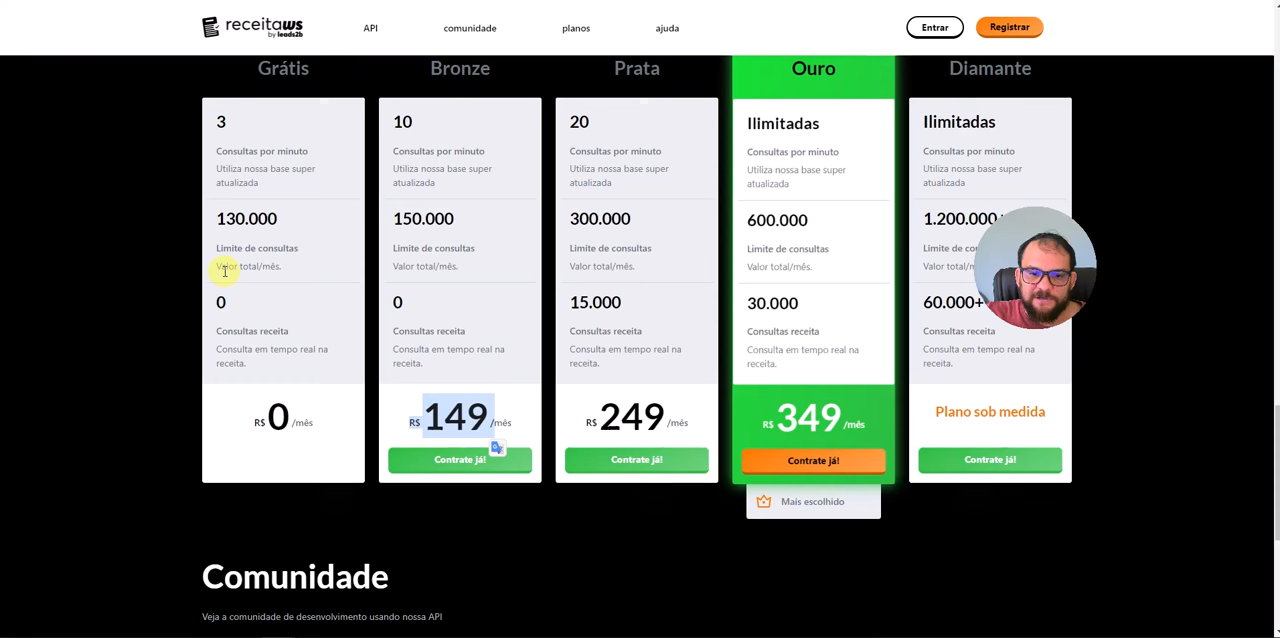 receitaws
by leads2b
API
comunidade
planos
ajuda
Entrar
Registrar
Grátis
Bronze
Prata
Ouro
Diamante
3
Consultas por minuto
Utiliza nossa base super
atualizada
130.000
Limite de consultas
Valor total/mês.
0
Consultas receita
Consulta em tempo real na
receita.
R$ 0 /mês
10
Consultas por minuto
Utiliza nossa base super
atualizada
150.000
Limite de consultas
Valor total/mês.
0
Consultas receita
Consulta em tempo real na
receita.
R$ 149 /mês
Contrate já!
20
Consultas por minuto
Utiliza nossa base super
atualizada
300.000
Limite de consultas
Valor total/mês.
15.000
Consultas receita
Consulta em tempo real na
receita.
R$ 249 /mês
Contrate já!
Ilimitadas
Consultas por minuto
Utiliza nossa base super
atualizada
600.000
Limite de consultas
Valor total/mês.
30.000
Consultas receita
Consulta em tempo real na
receita.
R$ 349 /mês
Contrate já!
Mais escolhido
Ilimitadas
Consultas por minuto
Utiliza nossa base super
atualizada
1.200.000
Limite de
Valor
60.000+
Consultas receita
Consulta em tempo real na
receita.
Plano sob medida
Contrate já!
Comunidade
Veja a comunidade de desenvolvimento usando nossa API